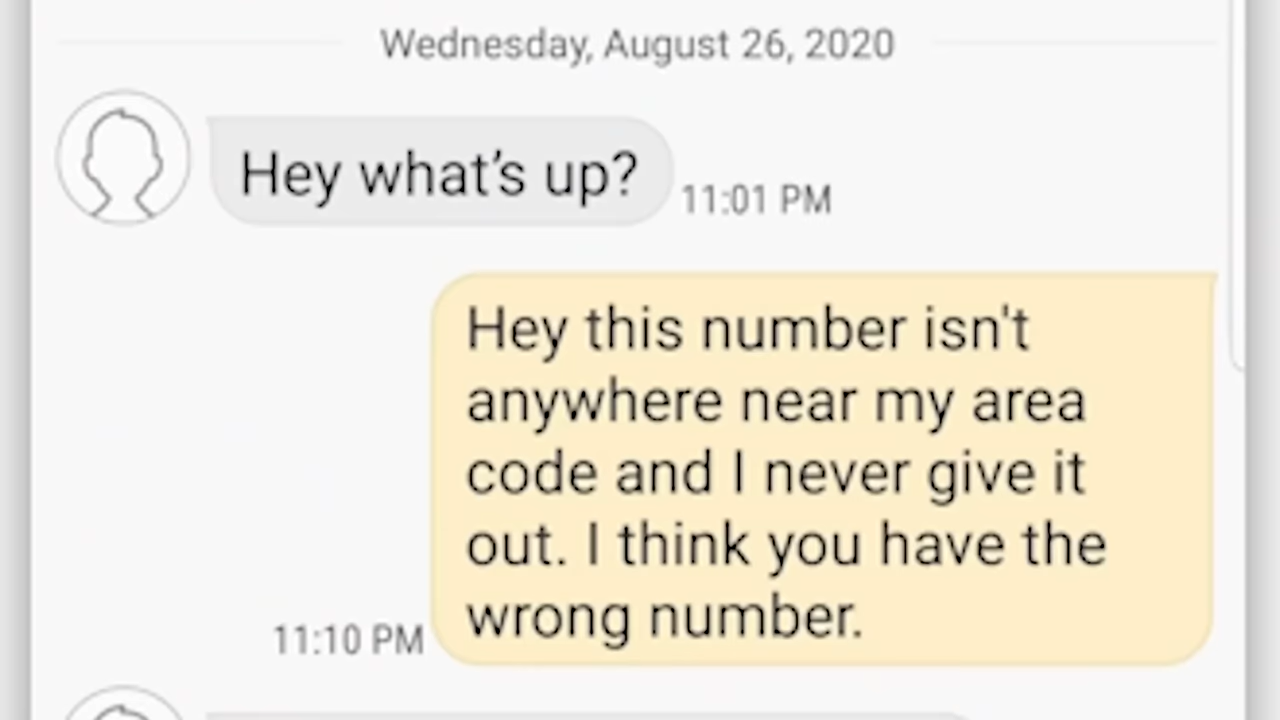 Wednesday, August 26, 2020
Hey what’s up?
11:01 PM
Hey this number isn't
anywhere near my area
code and I never give it
out. I think you have the
wrong number.
11:10 PM